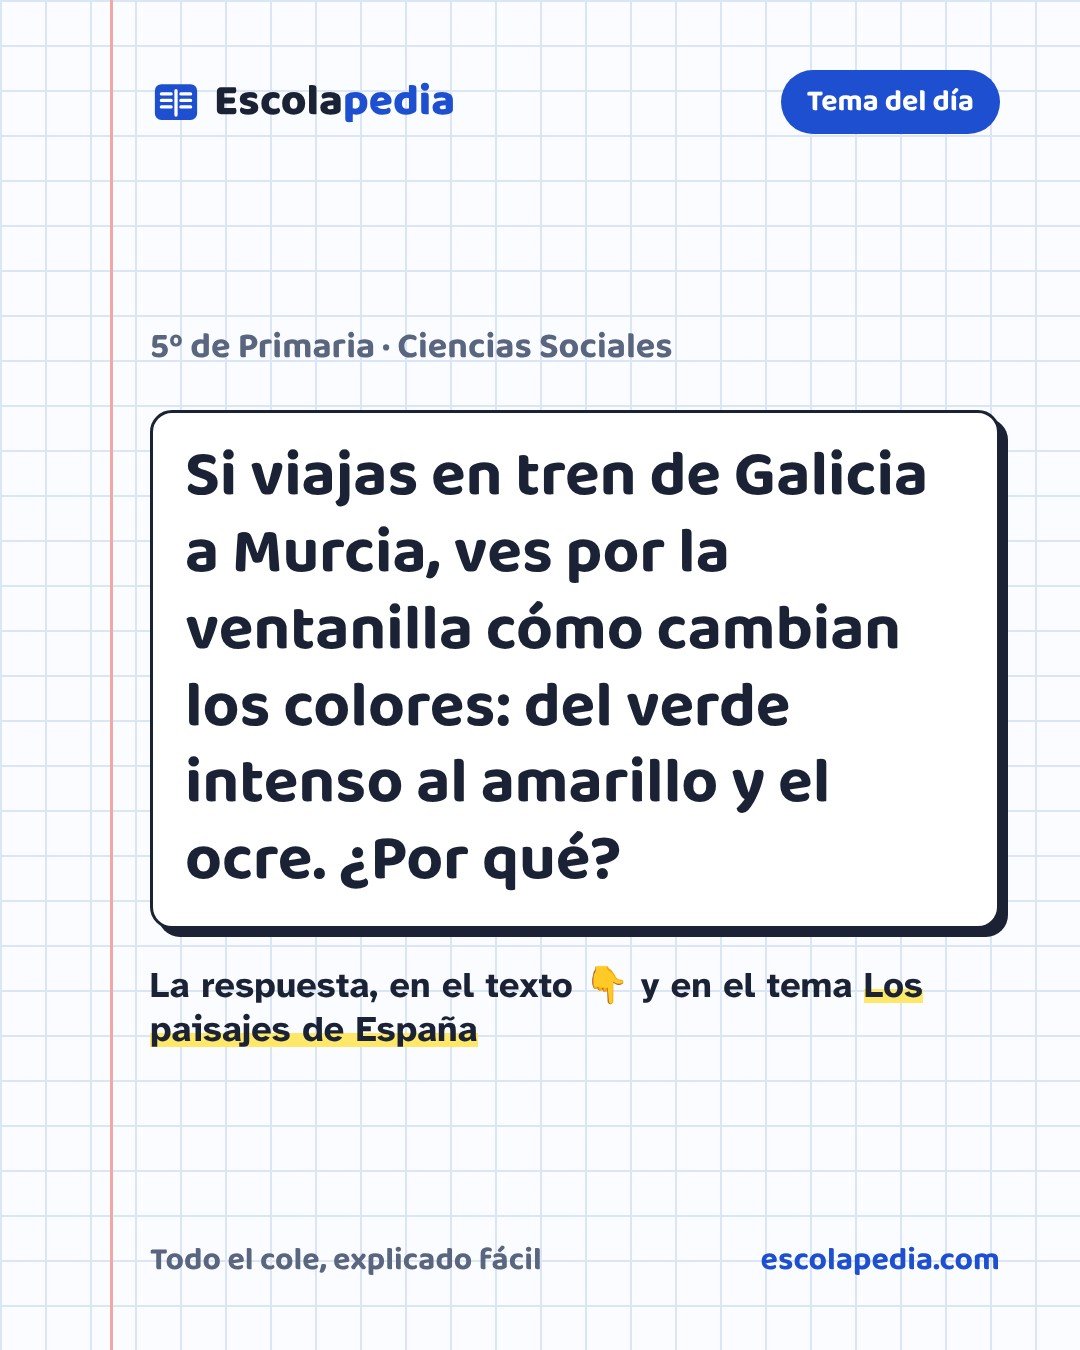 Escolapedia
Tema del día
5º de Primaria · Ciencias Sociales
Si viajas en tren de Galicia
a Murcia, ves por la
ventanilla cómo cambian
los colores: del verde
intenso al amarillo y el
ocre. ¿Por qué?
La respuesta, en el texto 👇 y en el tema Los
paisajes de España
Todo el cole, explicado fácil
escolapedia.com